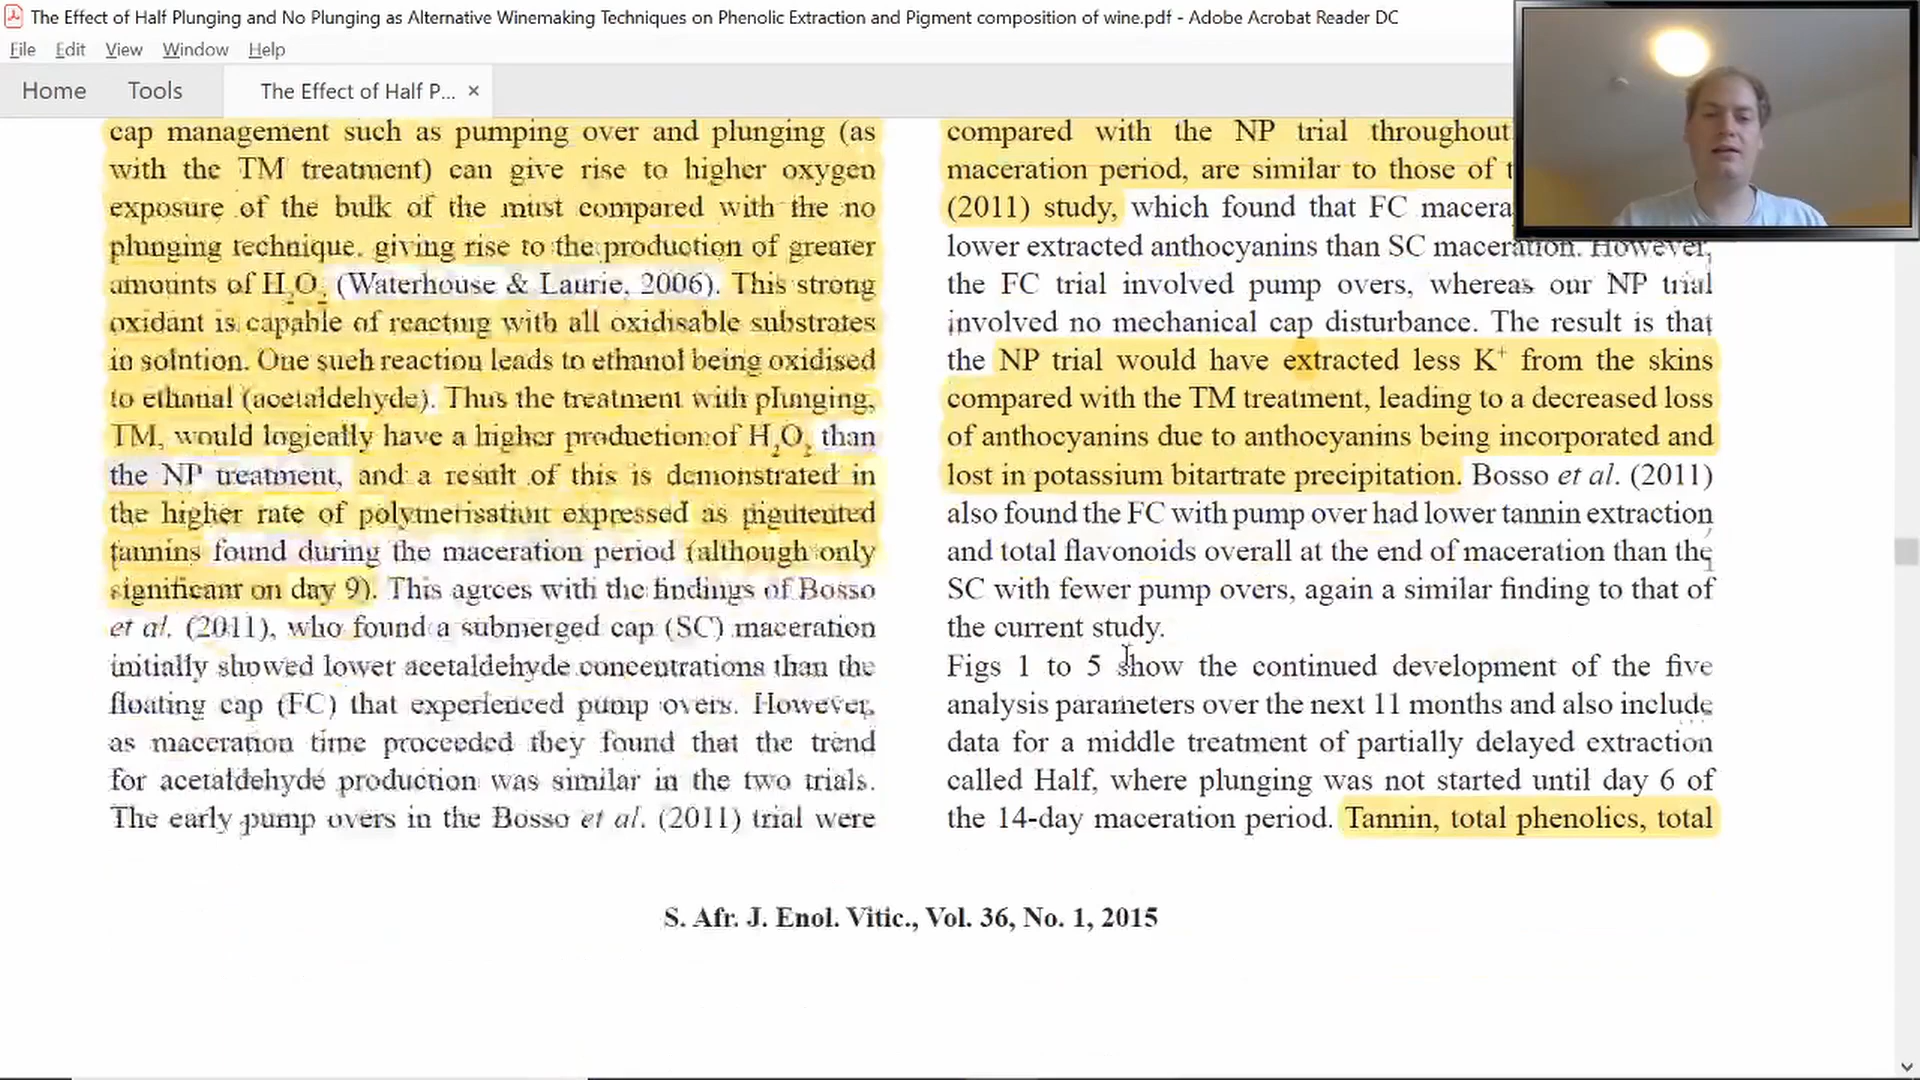 The Effect of Half Plunging and No Plunging as Alternative Winemaking Techniques on Phenolic Extraction and Pigment composition of wine.pdf - Adobe Acrobat Reader DC
File Edit View Window Help
Home Tools The Effect of Half P... ×
cap management such as pumping over and plunging (as
with the TM treatment) can give rise to higher oxygen
exposure of the bulk of the must compared with the no
plunging technique, giving rise to the production of greater
amounts of H₂O₂ (Waterhouse & Laurie, 2006). This strong
oxidant is capable of reacting with all oxidisable substrates
in solution. One such reaction leads to ethanol being oxidised
to ethanal (acetaldehyde). Thus the treatment with plunging,
TM, would logically have a higher production of H₂O₂ than
the NP treatment, and a result of this is demonstrated in
the higher rate of polymerisation expressed as pigmented
tannins found during the maceration period (although only
significant on day 9). This agrees with the findings of Bosso
et al. (2011), who found a submerged cap (SC) maceration
initially showed lower acetaldehyde concentrations than the
floating cap (FC) that experienced pump overs. However,
as maceration time proceeded they found that the trend
for acetaldehyde production was similar in the two trials.
The early pump overs in the Bosso et al. (2011) trial were
compared with the NP trial throughout
maceration period, are similar to those of
(2011) study, which found that FC macera
lower extracted anthocyanins than SC maceration. However,
the FC trial involved pump overs, whereas our NP trial
involved no mechanical cap disturbance. The result is that
the NP trial would have extracted less K⁺ from the skins
compared with the TM treatment, leading to a decreased loss
of anthocyanins due to anthocyanins being incorporated and
lost in potassium bitartrate precipitation. Bosso et al. (2011)
also found the FC with pump over had lower tannin extraction
and total flavonoids overall at the end of maceration than the
SC with fewer pump overs, again a similar finding to that of
the current study.
Figs 1 to 5 show the continued development of the five
analysis parameters over the next 11 months and also include
data for a middle treatment of partially delayed extraction
called Half, where plunging was not started until day 6 of
the 14-day maceration period. Tannin, total phenolics, total
S. Afr. J. Enol. Vitic., Vol. 36, No. 1, 2015